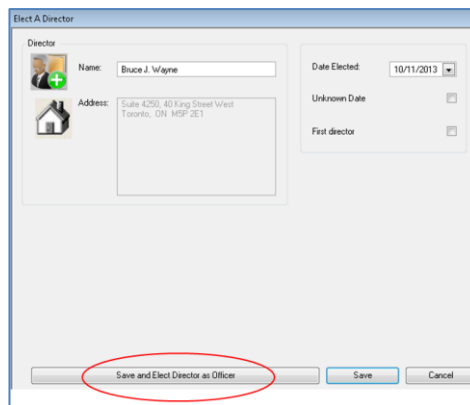 Elect A Director
Director
Name:
Bruce J. Wayne
Address:
Suite 4250, 40 King Street West
Toronto, ON M5P 2E1
Date Elected:
10/11/2013
Unknown Date
First director
Save and Elect Director as Officer
Save
Cancel